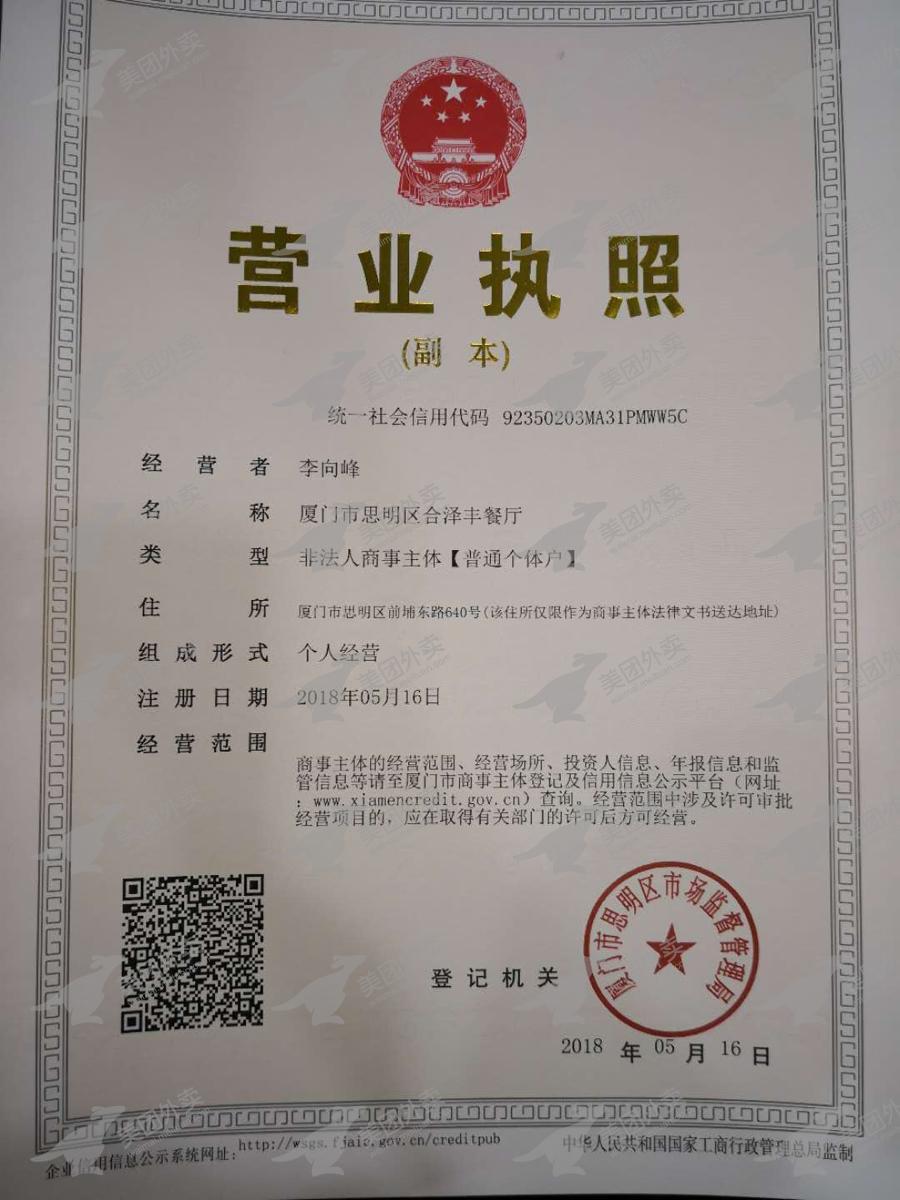 营业执照
(副 本)
统一社会信用代码 92350203MA31PMWW5C
经营者 李向峰
名称 厦门市思明区合泽丰餐厅
类型 非法人商事主体【普通个体户】
住所 厦门市思明区前埔东路640号(该住所仅限作为商事主体法律文书送达地址)
组成形式 个人经营
注册日期 2018年05月16日
经营范围
商事主体的经营范围、经营场所、投资人信息、年报信息和监
管信息等请至厦门市商事主体登记及信用信息公示平台（网址
：www.xiamencredit.gov.cn）查询。经营范围中涉及许可审批
经营项目的，应在取得有关部门的许可后方可经营。
厦门市思明区市场监督管理局
登记机关
2018 年 05 月 16 日
企业信用信息公示系统网址：http://wsgs.fjaic.gov.cn/creditpub
中华人民共和国国家工商行政管理总局监制
美团外卖